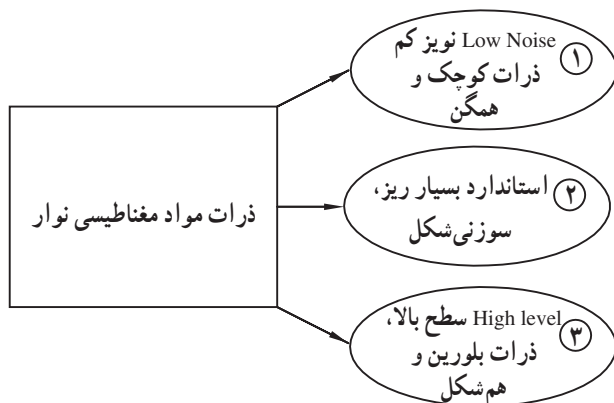 ذرات مواد مغناطیسی نوار
۱
Low Noise نویز کم
ذرات کوچک و
همگن
۲
استاندارد بسیار ریز،
سوزنی‌شکل
۳
High level سطح بالا،
ذرات بلورین و
هم‌شکل